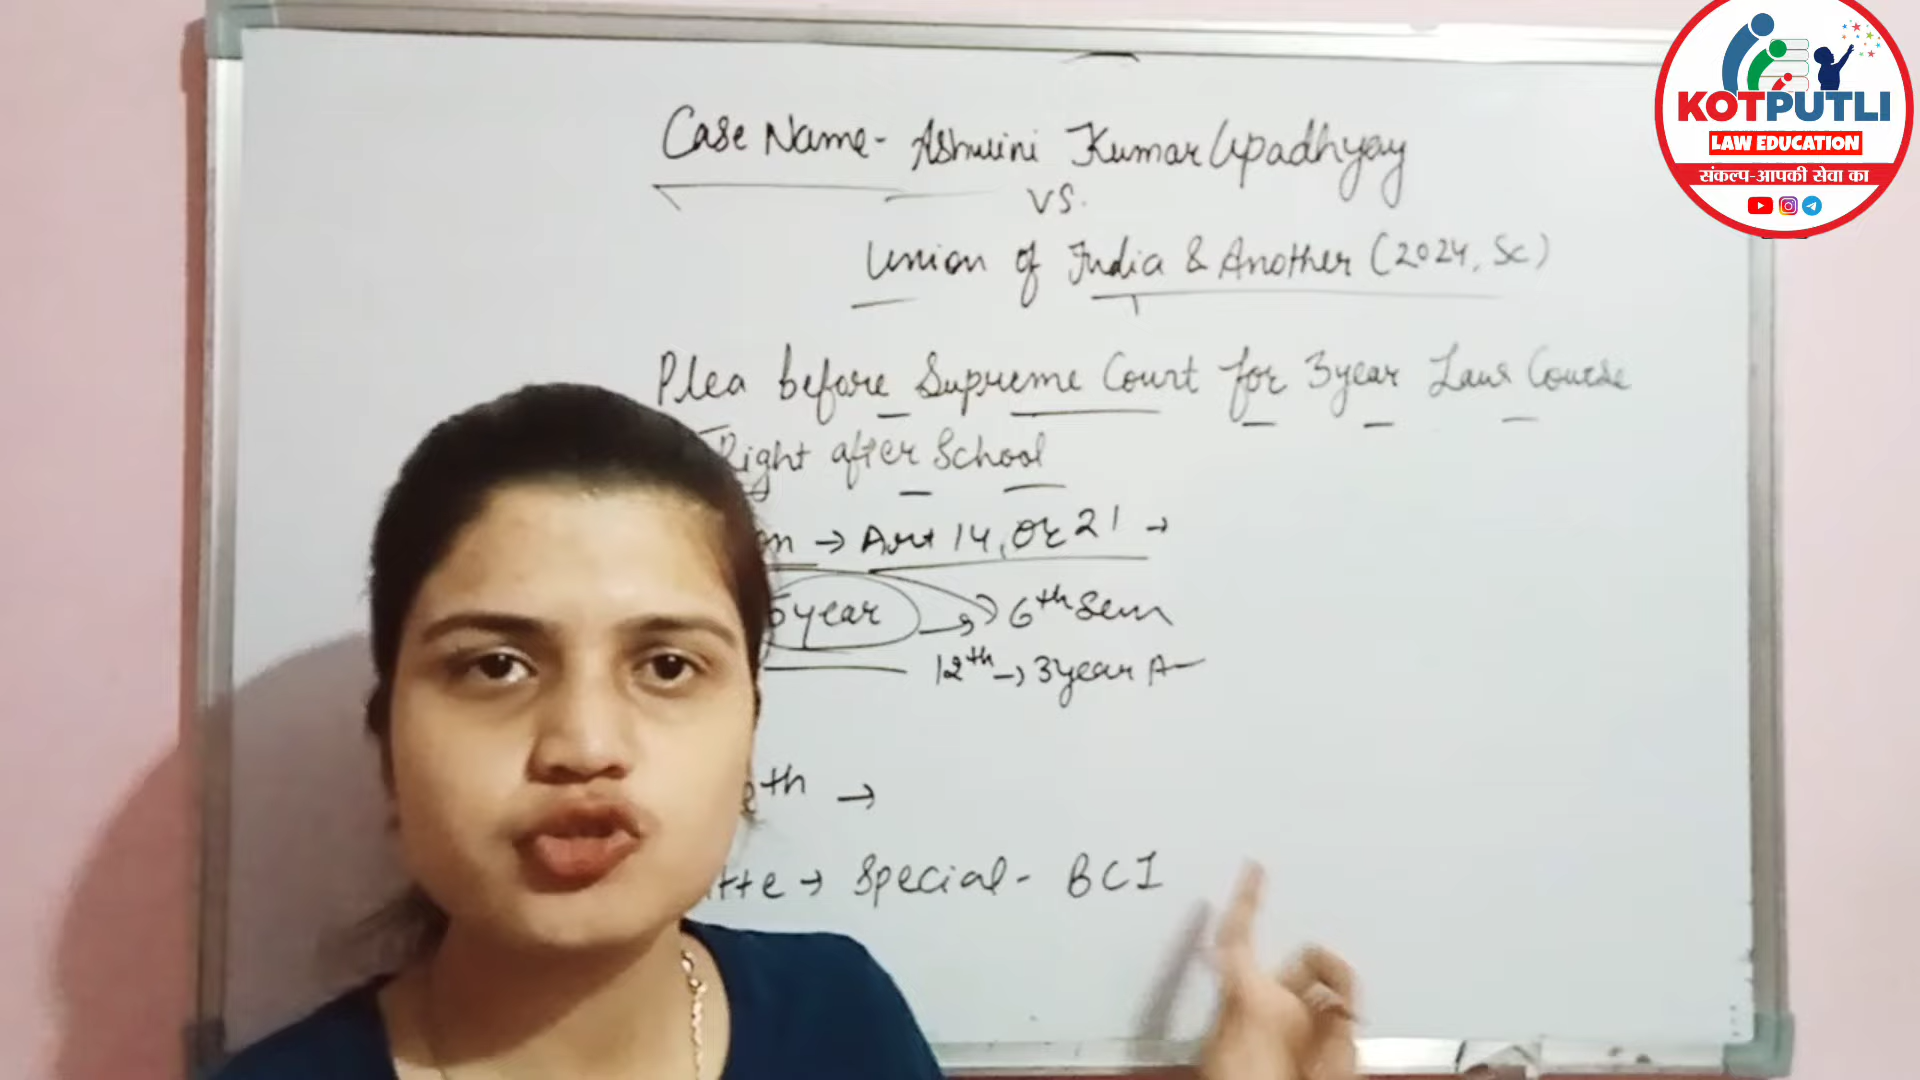 Case Name- Ashwini Kumar Upadhyay
VS.
Union of India & Another (2024, SC)
Plea before Supreme Court for 3year Law Course
Right after School
→ Art 14, or 21 →
5year → 6th Sem
12th → 3year A
th →
tte → Special- BCI
KOTPUTLI
LAW EDUCATION
संकल्प-आपकी सेवा का